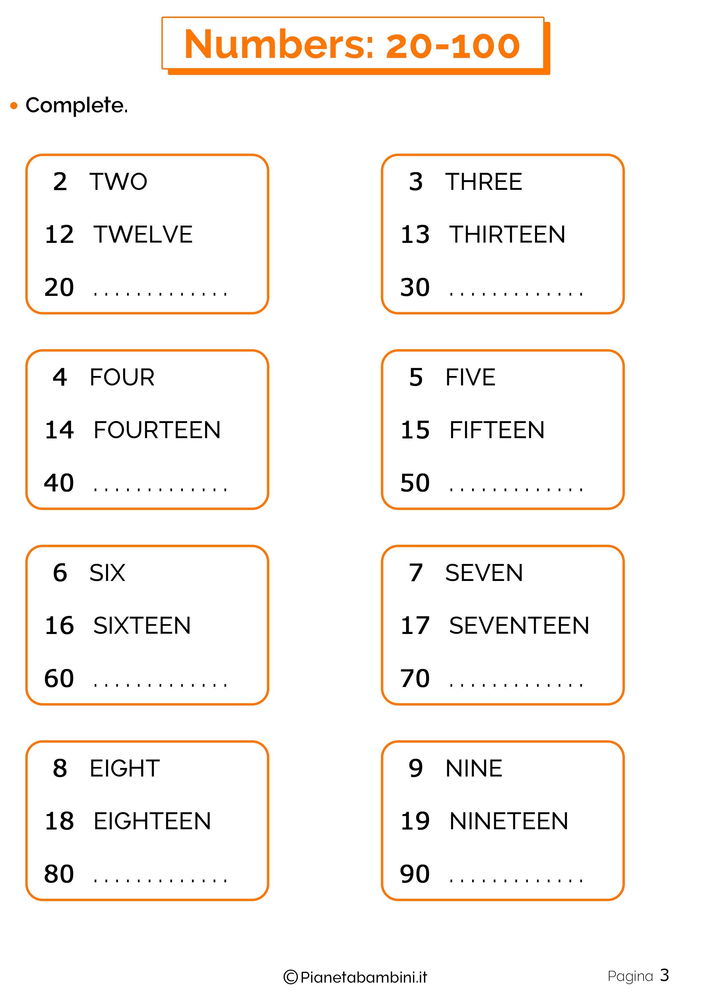 Numbers: 20-100
• Complete.
2 TWO
12 TWELVE
20 . . . . . . . . . . . . .
3 THREE
13 THIRTEEN
30 . . . . . . . . . . . . .
4 FOUR
14 FOURTEEN
40 . . . . . . . . . . . . .
5 FIVE
15 FIFTEEN
50 . . . . . . . . . . . . .
6 SIX
16 SIXTEEN
60 . . . . . . . . . . . . .
7 SEVEN
17 SEVENTEEN
70 . . . . . . . . . . . . .
8 EIGHT
18 EIGHTEEN
80 . . . . . . . . . . . . .
9 NINE
19 NINETEEN
90 . . . . . . . . . . . . .
©Pianetabambini.it
Pagina 3